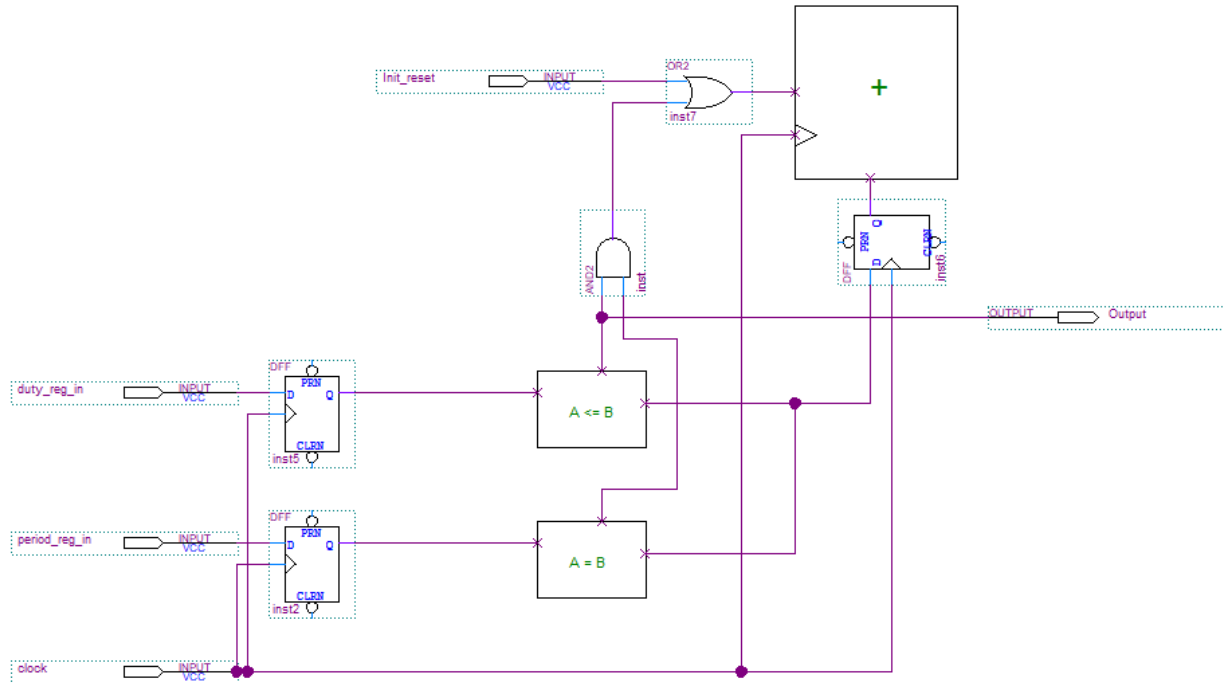 OR2
Init_reset
INPUT
VCC
+
inst7
AND2
inst
Q
PRN
CLRN
D
DFF
inst6
OUTPUT
Output
DFF
duty_reg_in
INPUT
VCC
PRN
D
Q
CLRN
inst5
A <= B
DFF
period_reg_in
INPUT
VCC
PRN
D
Q
CLRN
inst2
A = B
clock
INPUT
VCC